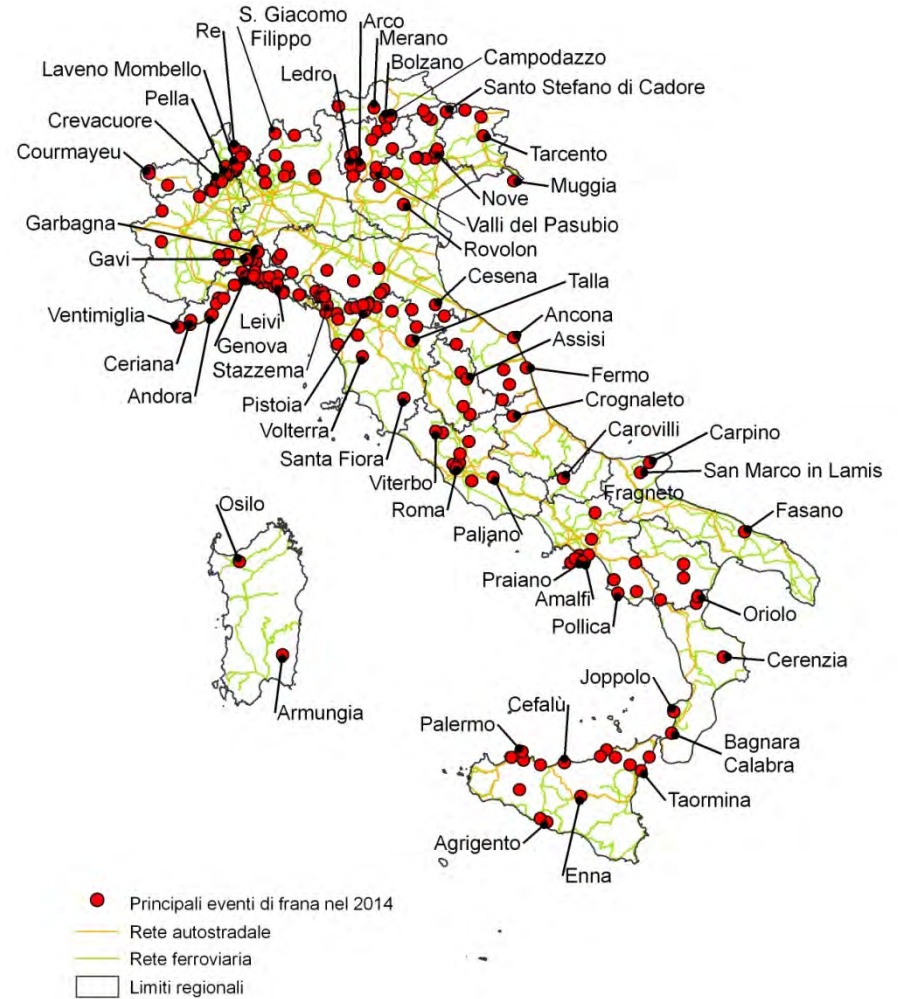 S. Giacomo
Filippo
Arco
Re
Merano
Bolzano
Ledro
Campodazzo
Laveno Mombello
Santo Stefano di Cadore
Pella
Crevacuore
Courmayeu
Tarcento
Muggia
Nove
Garbagna
Valli del Pasubio
Gavi
Rovolon
Cesena
Talla
Ventimiglia
Leivi
Ancona
Ceriana
Genova
Assisi
Stazzema
Andora
Fermo
Pistoia
Crognaleto
Volterra
Carovilli
Carpino
Santa Fiora
San Marco in Lamis
Viterbo
Fragneto
Osilo
Roma
Fasano
Paliano
Praiano
Amalfi
Oriolo
Pollica
Cerenzia
Joppolo
Armungia
Cefalù
Palermo
Bagnara
Calabra
Taormina
Agrigento
Enna
Principali eventi di frana nel 2014
Rete autostradale
Rete ferroviaria
Limiti regionali